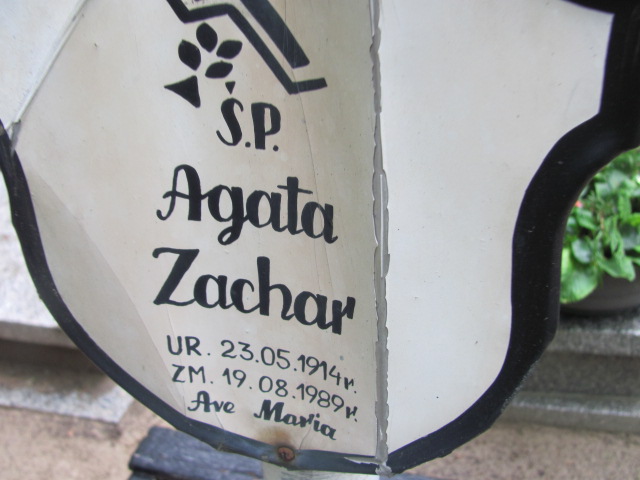 Ś.P.
Agata
Zachar
UR. 23.05.1914r.
ZM. 19.08.1989r.
Ave Maria